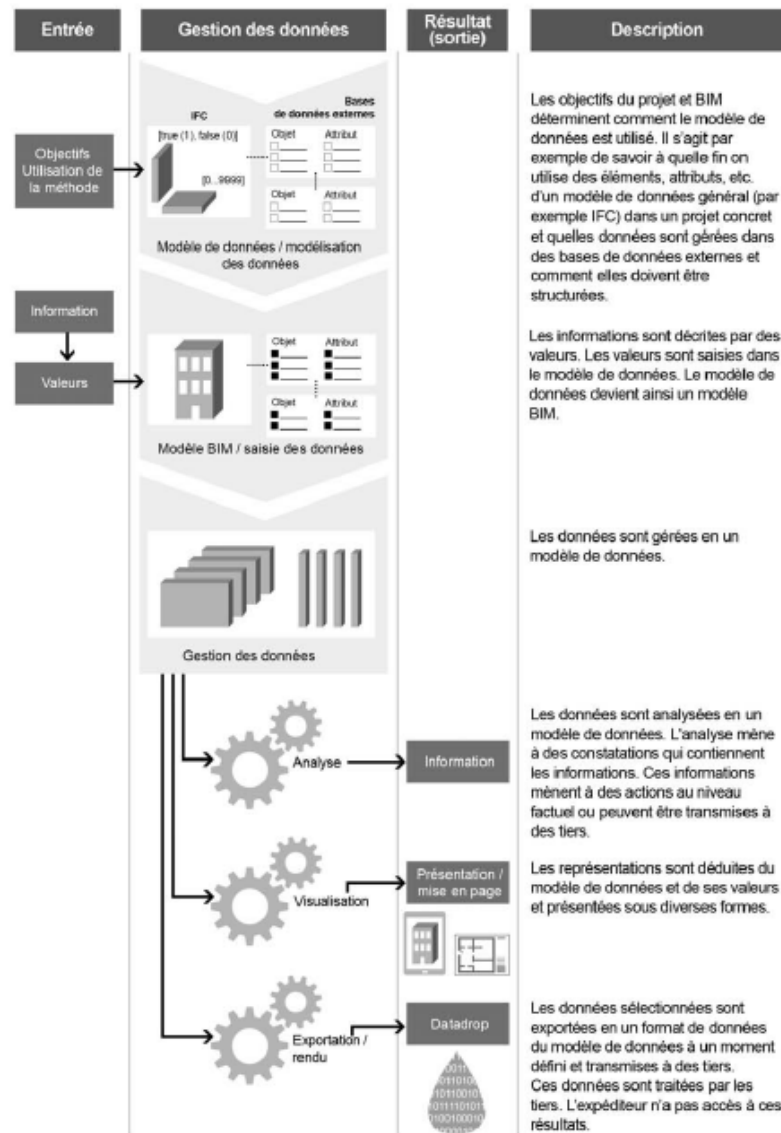 Entrée
Gestion des données
Résultat
(sortie)
Description
Objectifs
Utilisation de
la méthode
IFC
[true (1), false (0)]
[0...9999]
Bases
de données externes
Objet
Attribut
Objet
Attribut
Modèle de données / modélisation
des données
Les objectifs du projet et BIM
déterminent comment le modèle de
données est utilisé. Il s'agit par
exemple de savoir à quelle fin on
utilise des éléments, attributs, etc.
d'un modèle de données général (par
exemple IFC) dans un projet concret
et quelles données sont gérées dans
des bases de données externes et
comment elles doivent être
structurées.
Information
Valeurs
Objet
Attribut
Objet
Attribut
Modèle BIM / saisie des données
Les informations sont décrites par des
valeurs. Les valeurs sont saisies dans
le modèle de données. Le modèle de
données devient ainsi un modèle
BIM.
Gestion des données
Les données sont gérées en un
modèle de données.
Analyse
Information
Les données sont analysées en un
modèle de données. L'analyse mène
à des constatations qui contiennent
les informations. Ces informations
mènent à des actions au niveau
factuel ou peuvent être transmises à
des tiers.
Visualisation
Présentation /
mise en page
Les représentations sont déduites du
modèle de données et de ses valeurs
et présentées sous diverses formes.
Exportation /
rendu
Datadrop
Les données sélectionnées sont
exportées en un format de données
du modèle de données à un moment
défini et transmises à des tiers.
Ces données sont traitées par les
tiers. L'expéditeur n'a pas accès à ces
résultats.